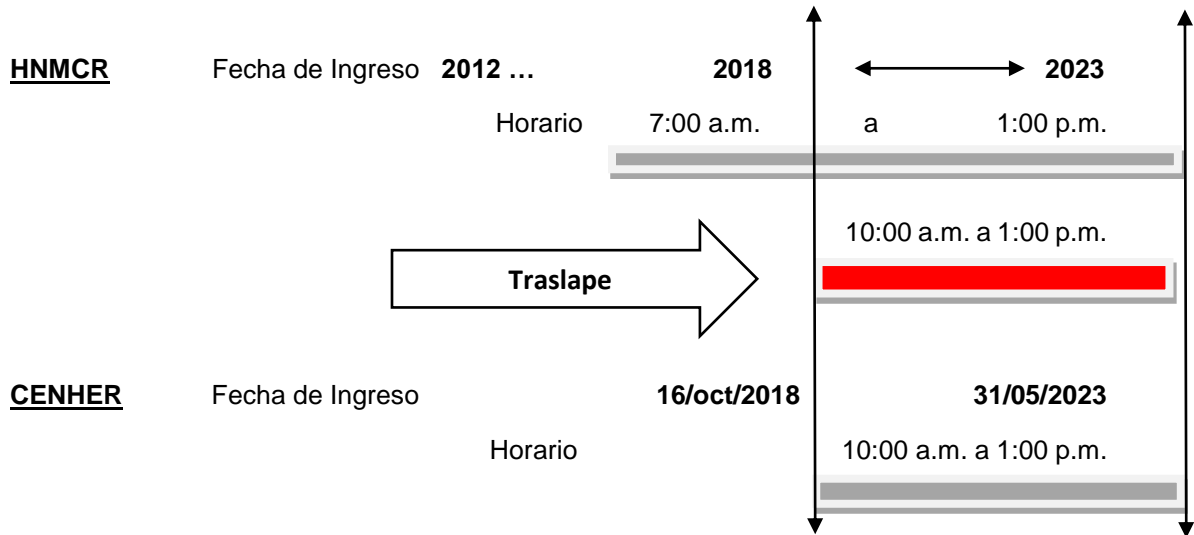 HNMCR Fecha de Ingreso 2012 … 2018 2023
Horario 7:00 a.m. a 1:00 p.m.
10:00 a.m. a 1:00 p.m.
Traslape
CENHER Fecha de Ingreso 16/oct/2018 31/05/2023
Horario 10:00 a.m. a 1:00 p.m.